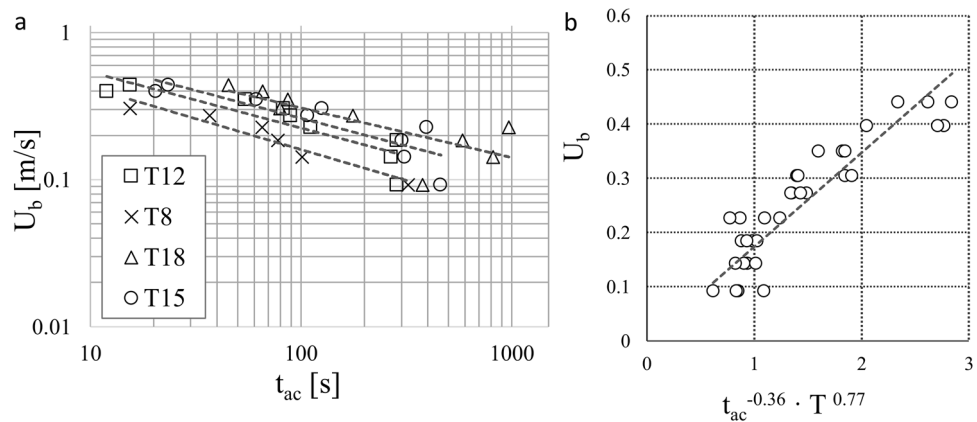 a
1
0.1
0.01
U_b [m/s]
T12
T8
T18
T15
10 100 1000
t_ac [s]
b
0.6
0.5
0.4
0.3
0.2
0.1
0
U_b
0 1 2 3
t_ac^-0.36 · T^0.77